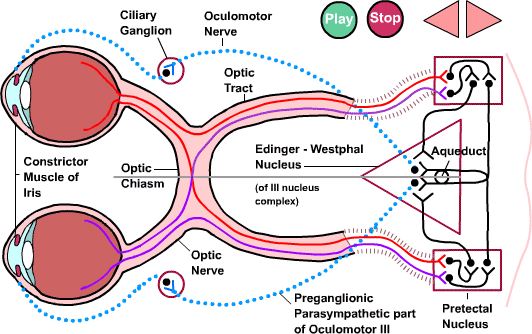 Ciliary
Ganglion
Oculomotor
Nerve
Play
Stop
Optic
Tract
Edinger - Westphal
Nucleus
(of III nucleus
complex)
Aqueduct
Constrictor
Muscle of
Iris
Optic
Chiasm
Optic
Nerve
Preganglionic
Parasympathetic part
of Oculomotor III
Pretectal
Nucleus